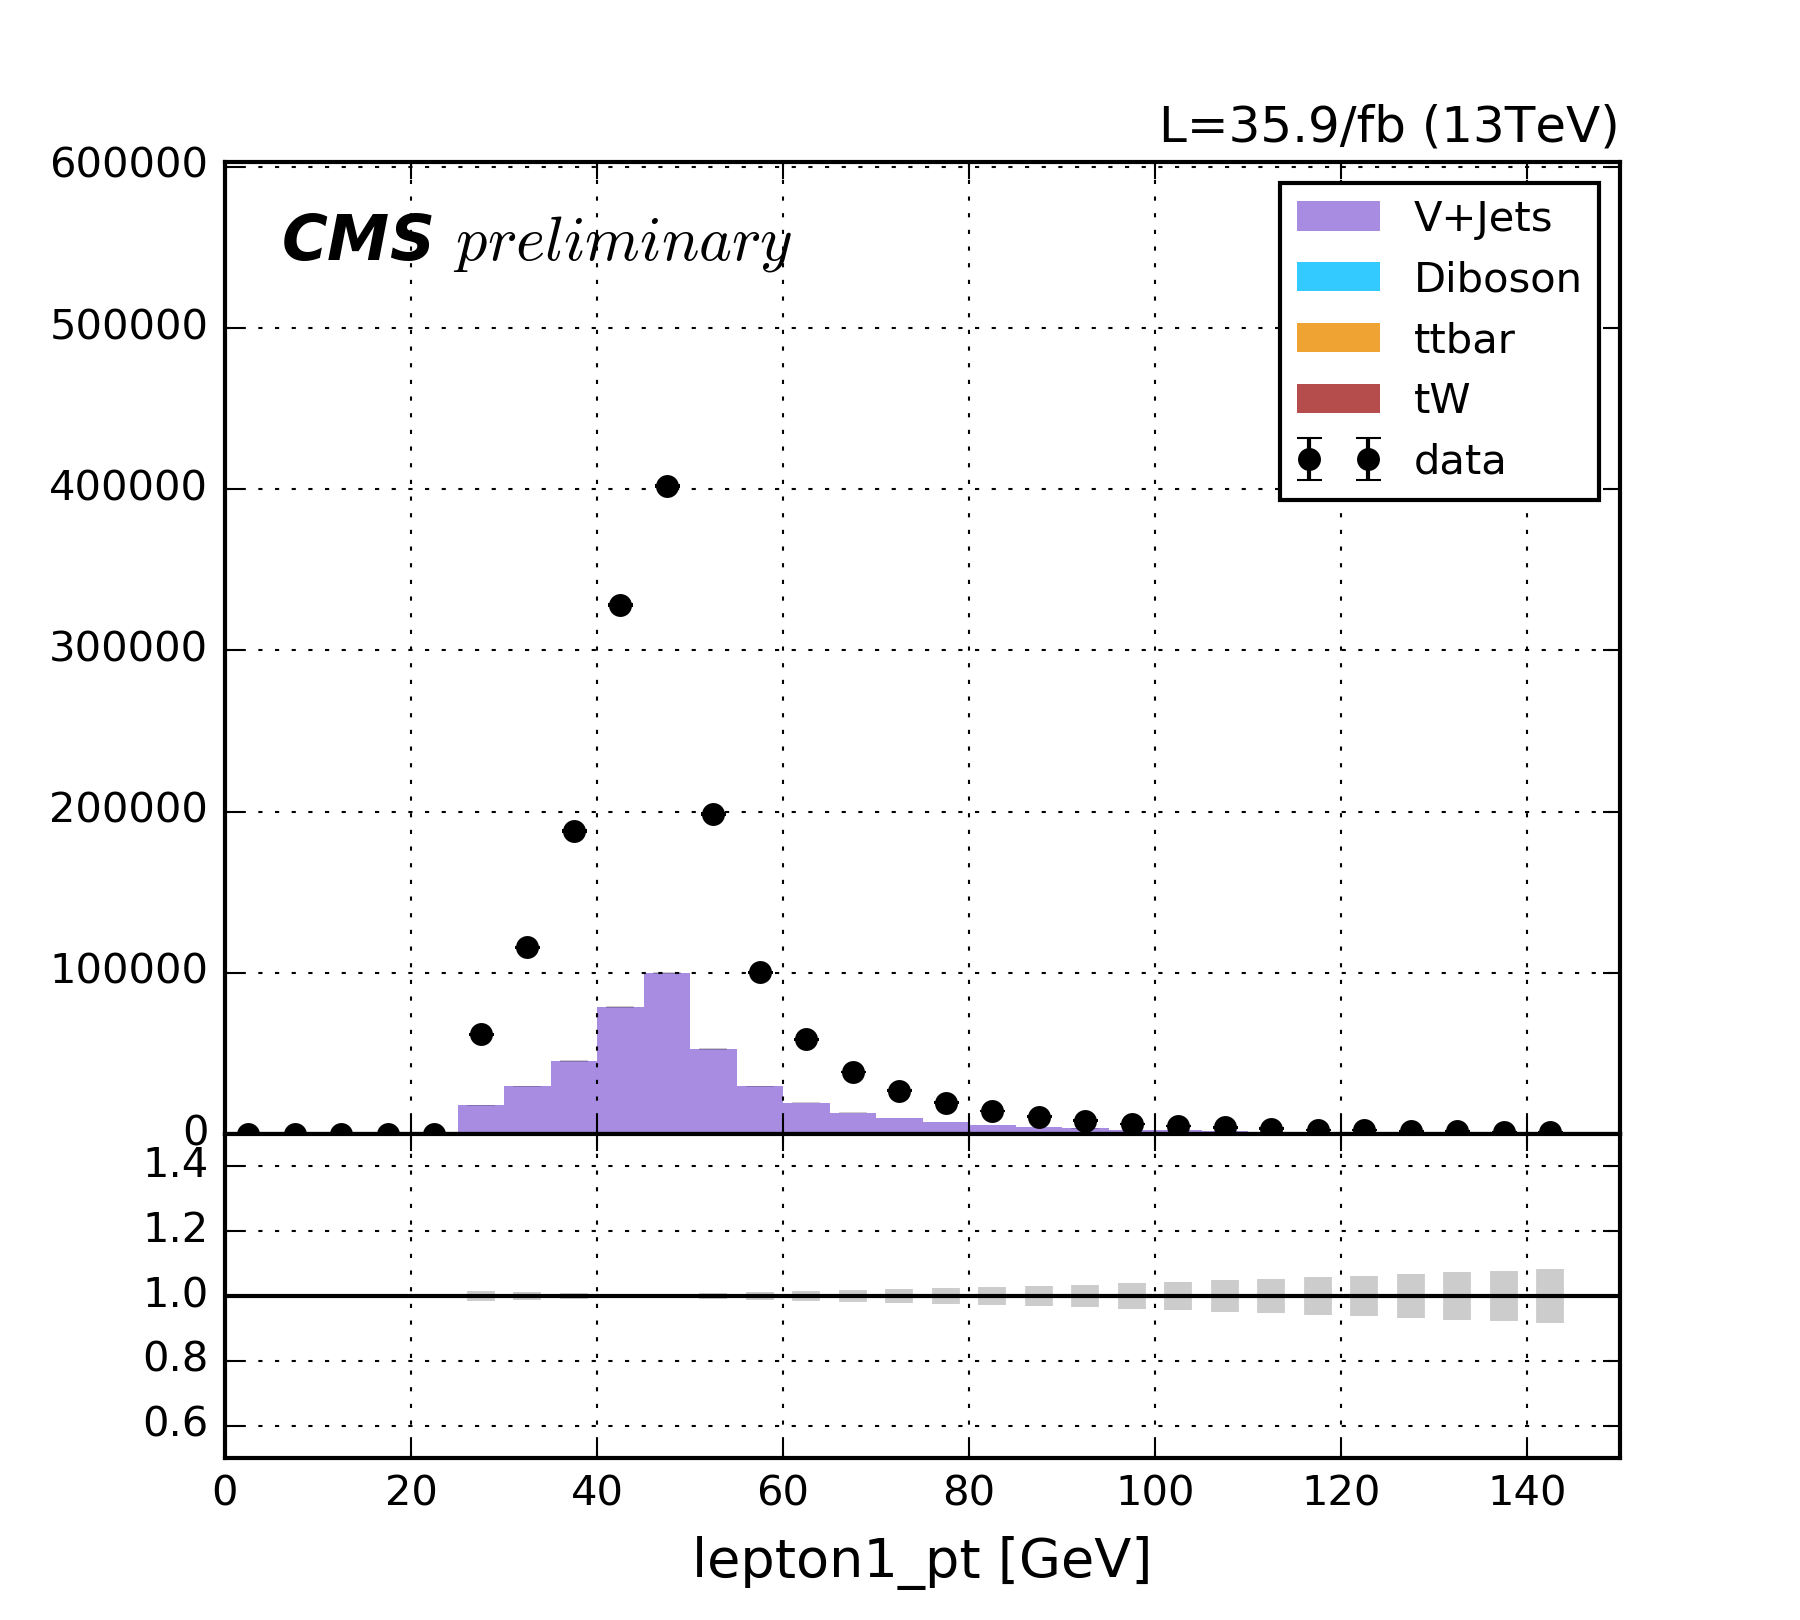 L=35.9/fb (13TeV)
600000
CMS preliminary
V+Jets
Diboson
ttbar
tW
data
500000
400000
300000
200000
100000
0
1.4
1.2
1.0
0.8
0.6
0 20 40 60 80 100 120 140
lepton1_pt [GeV]